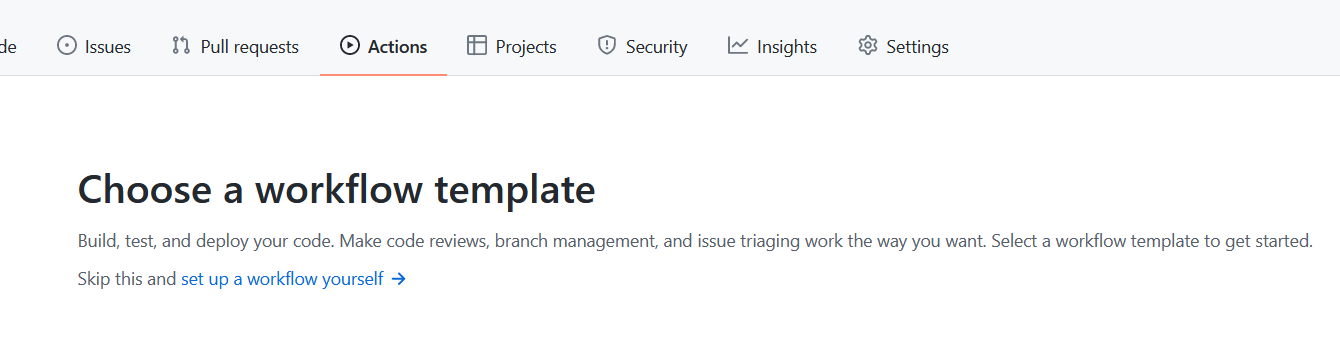 de Issues Pull requests Actions Projects Security Insights Settings
Choose a workflow template
Build, test, and deploy your code. Make code reviews, branch management, and issue triaging work the way you want. Select a workflow template to get started.
Skip this and set up a workflow yourself →